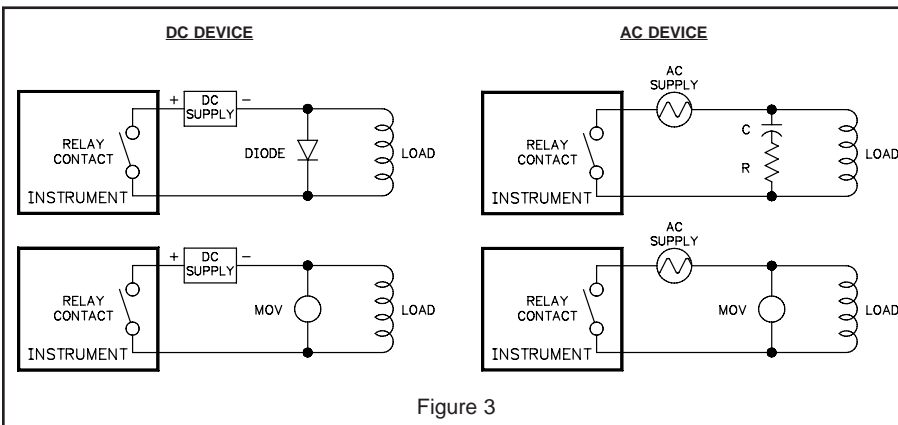 DC DEVICE
+ DC SUPPLY −
RELAY CONTACT
DIODE
LOAD
INSTRUMENT
+ DC SUPPLY −
RELAY CONTACT
MOV
LOAD
INSTRUMENT
AC DEVICE
AC SUPPLY
RELAY CONTACT
C
R
LOAD
INSTRUMENT
AC SUPPLY
RELAY CONTACT
MOV
LOAD
INSTRUMENT
Figure 3